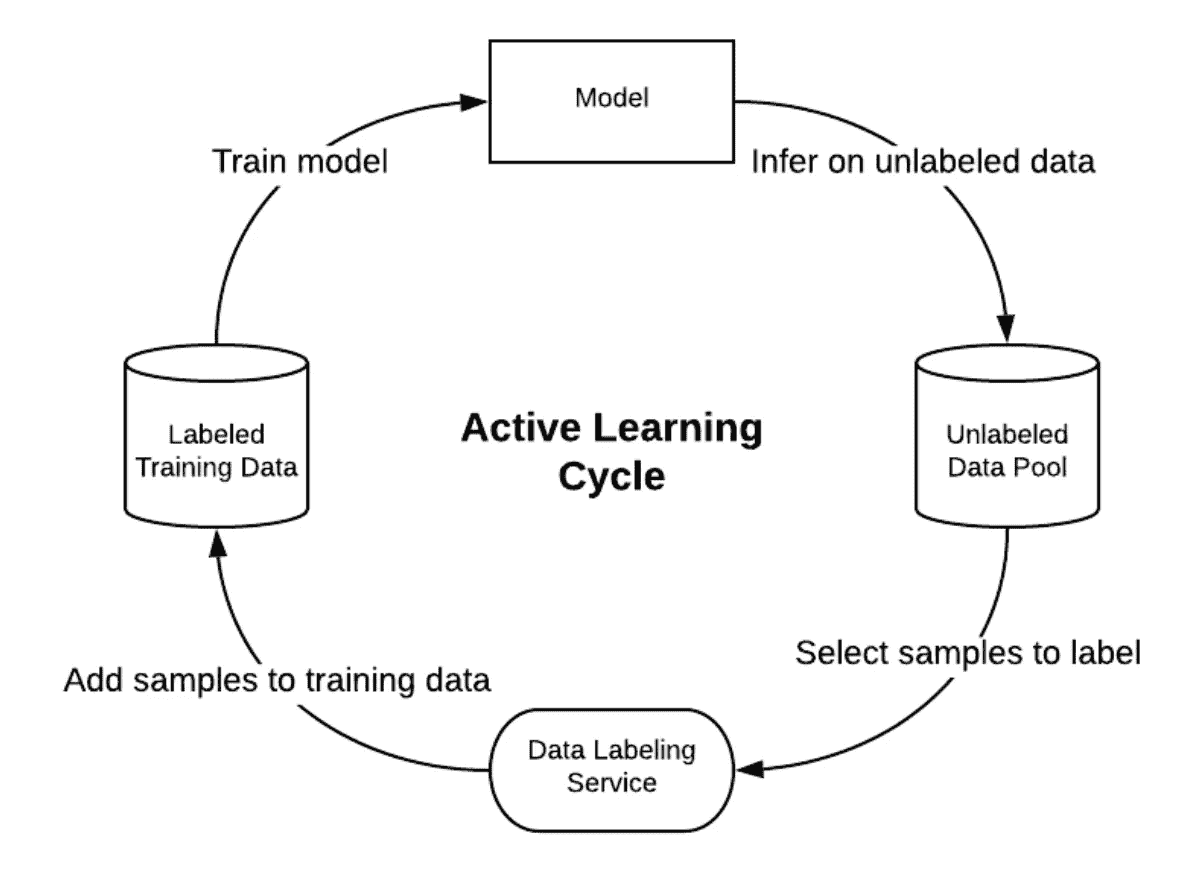 Model
Train model
Infer on unlabeled data
Labeled
Training Data
Active Learning
Cycle
Unlabeled
Data Pool
Select samples to label
Add samples to training data
Data Labeling
Service